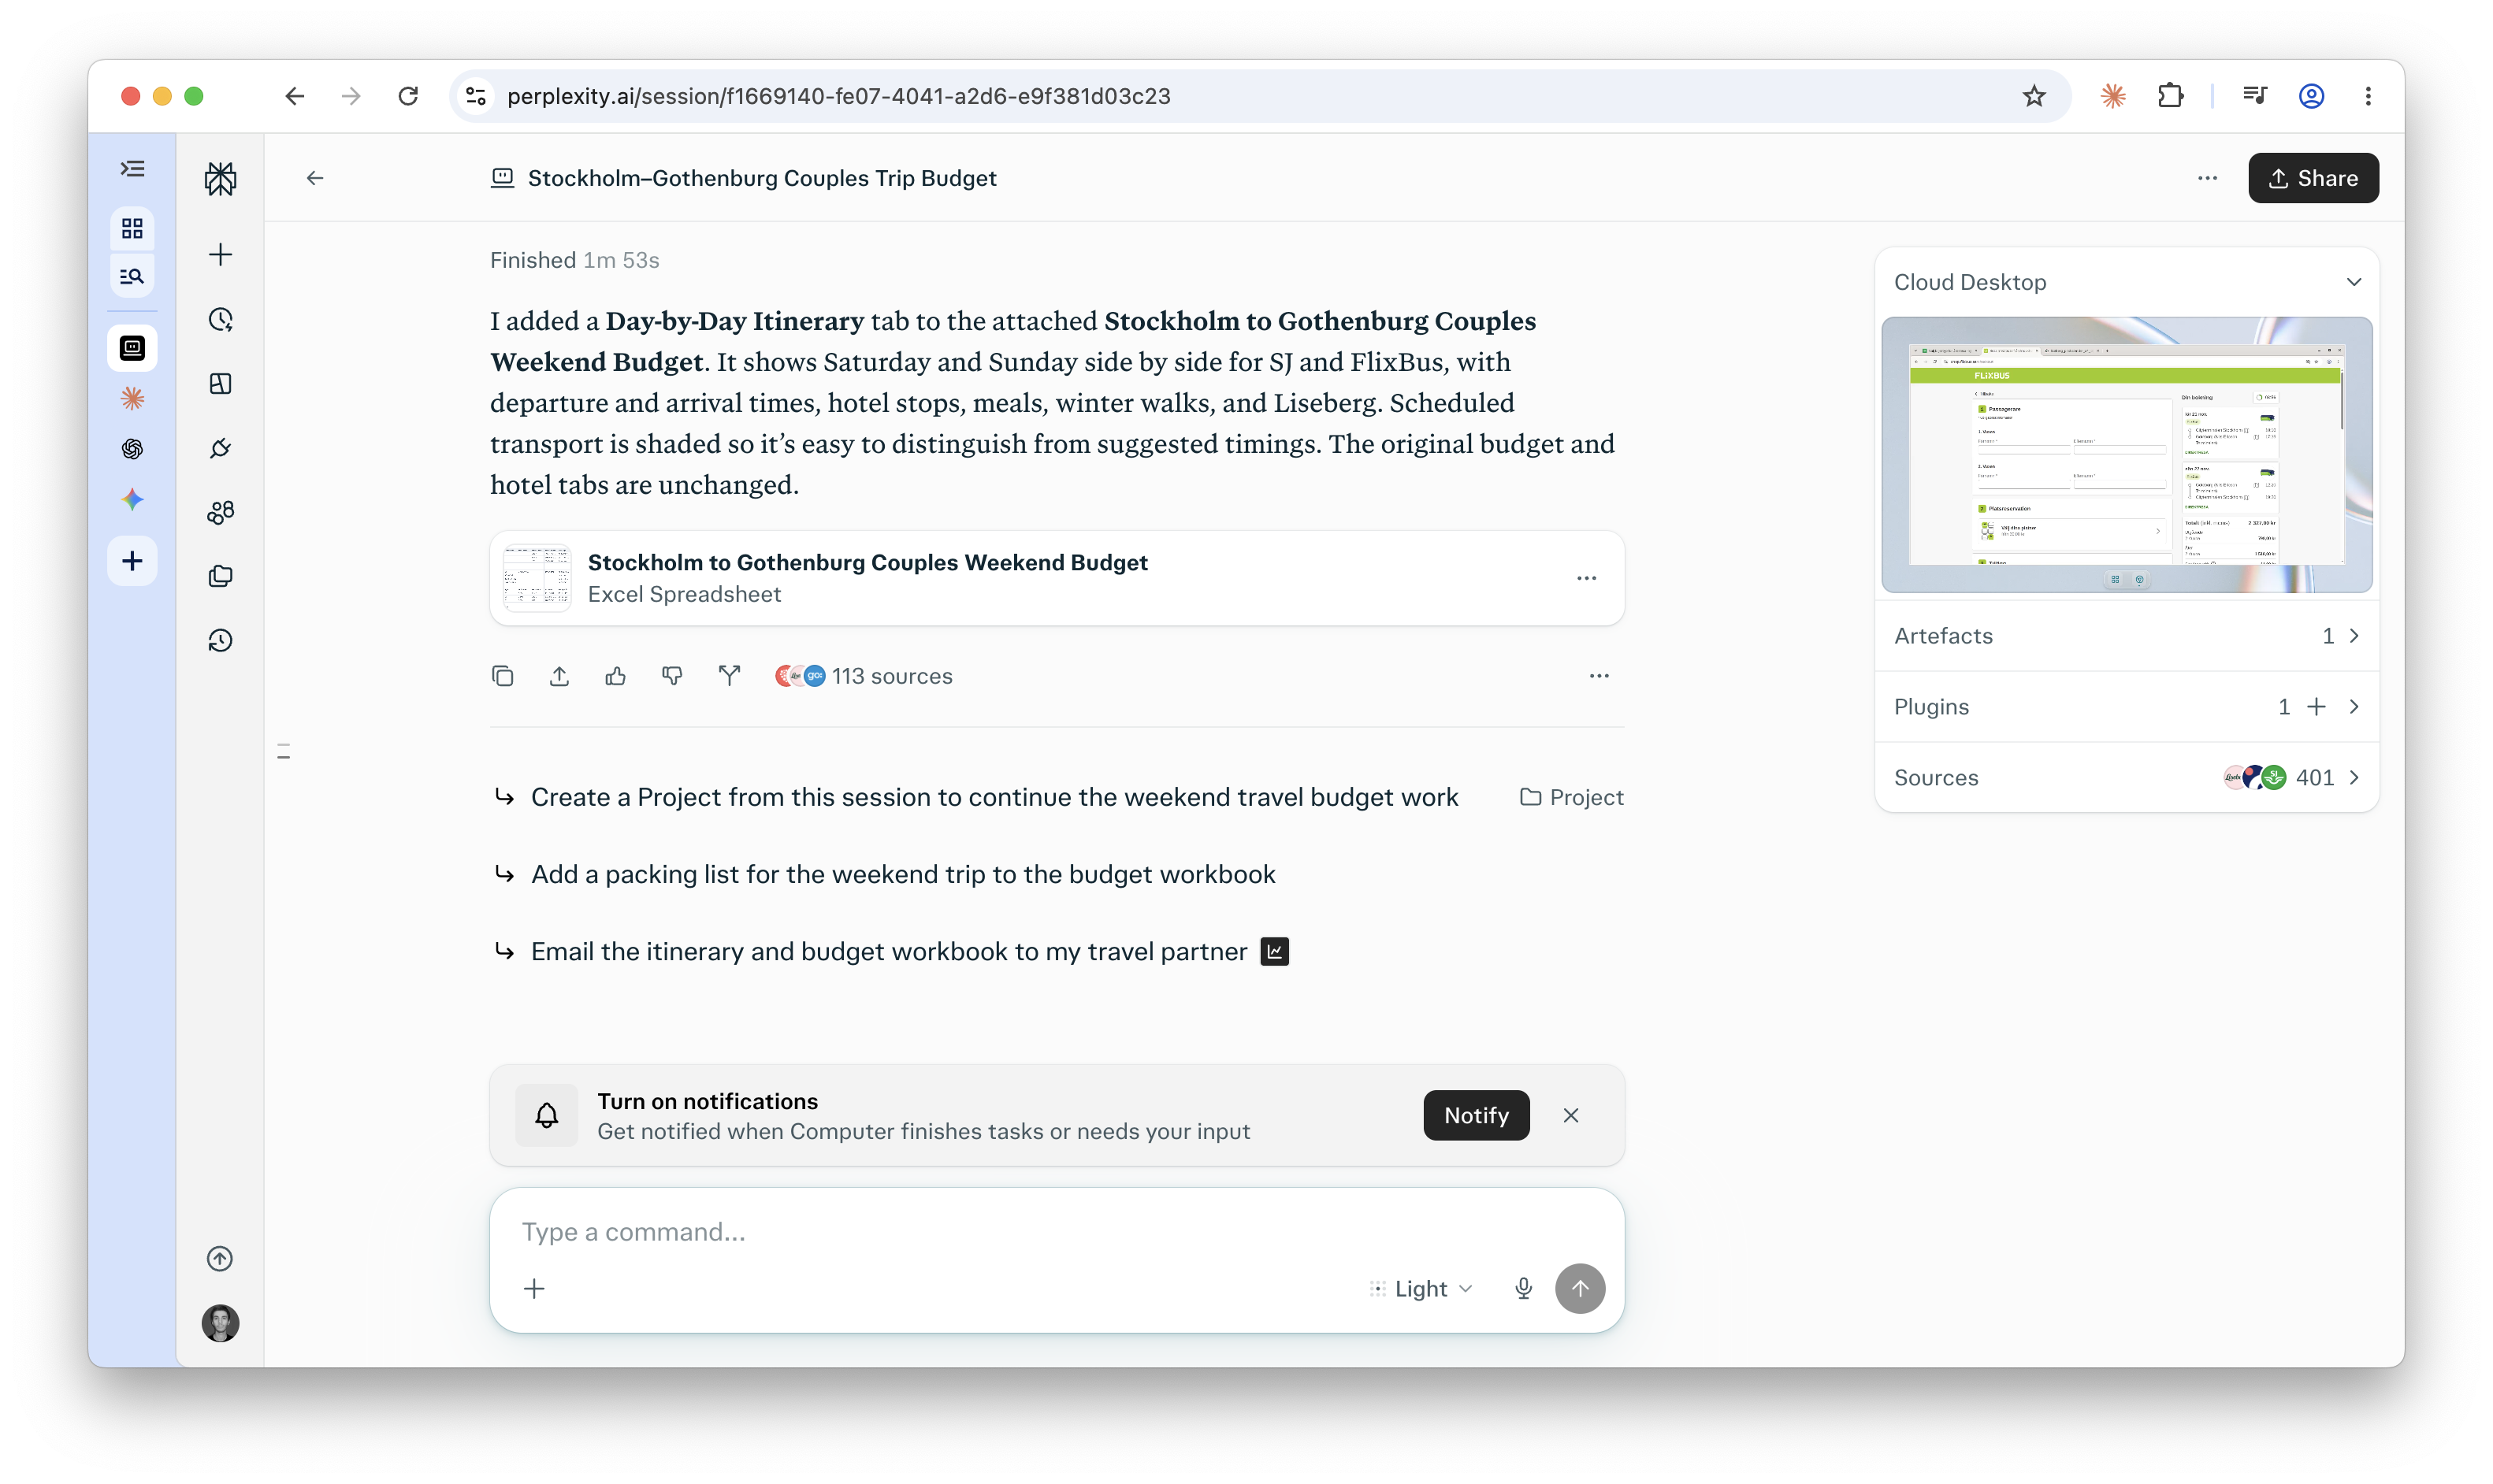 perplexity.ai/session/f1669140-fe07-4041-a2d6-e9f381d03c23
Stockholm–Gothenburg Couples Trip Budget
Share
Finished 1m 53s
I added a Day-by-Day Itinerary tab to the attached Stockholm to Gothenburg Couples
Weekend Budget. It shows Saturday and Sunday side by side for SJ and FlixBus, with
departure and arrival times, hotel stops, meals, winter walks, and Liseberg. Scheduled
transport is shaded so it’s easy to distinguish from suggested timings. The original budget and
hotel tabs are unchanged.
Stockholm to Gothenburg Couples Weekend Budget
Excel Spreadsheet
113 sources
Create a Project from this session to continue the weekend travel budget work
Project
Add a packing list for the weekend trip to the budget workbook
Email the itinerary and budget workbook to my travel partner
Turn on notifications
Get notified when Computer finishes tasks or needs your input
Notify
Type a command...
Light
Cloud Desktop
FLiXBUS
Passagerare
Din bokning
Platsreservation
Artefacts 1
Plugins 1
Sources 401